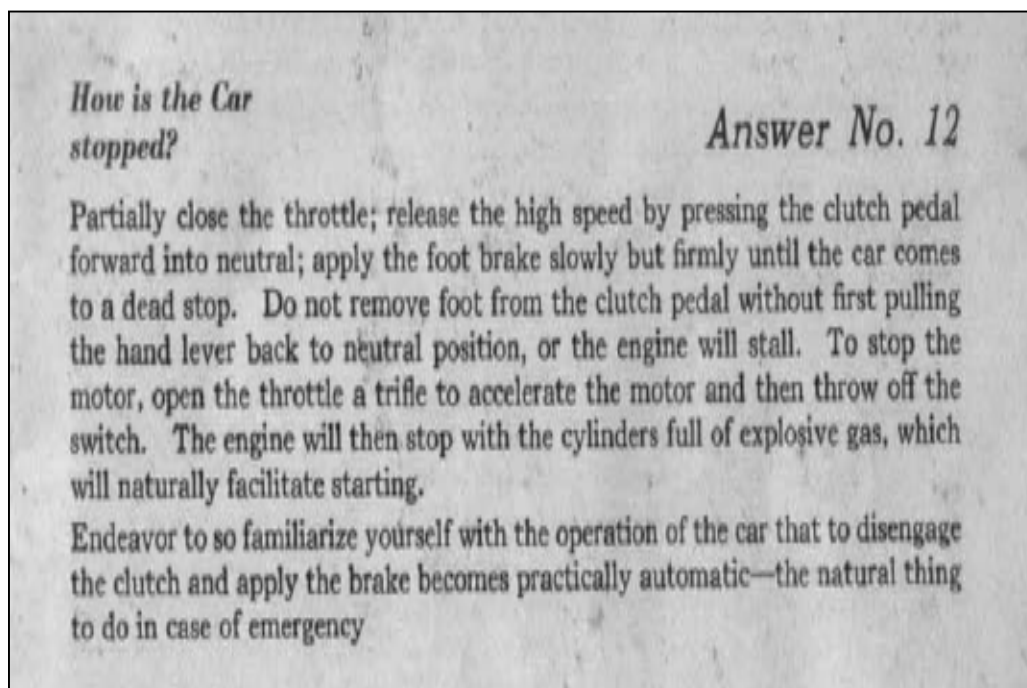 How is the Car
stopped?
Answer No. 12
Partially close the throttle; release the high speed by pressing the clutch pedal
forward into neutral; apply the foot brake slowly but firmly until the car comes
to a dead stop. Do not remove foot from the clutch pedal without first pulling
the hand lever back to neutral position, or the engine will stall. To stop the
motor, open the throttle a trifle to accelerate the motor and then throw off the
switch. The engine will then stop with the cylinders full of explosive gas, which
will naturally facilitate starting.
Endeavor to so familiarize yourself with the operation of the car that to disengage
the clutch and apply the brake becomes practically automatic—the natural thing
to do in case of emergency